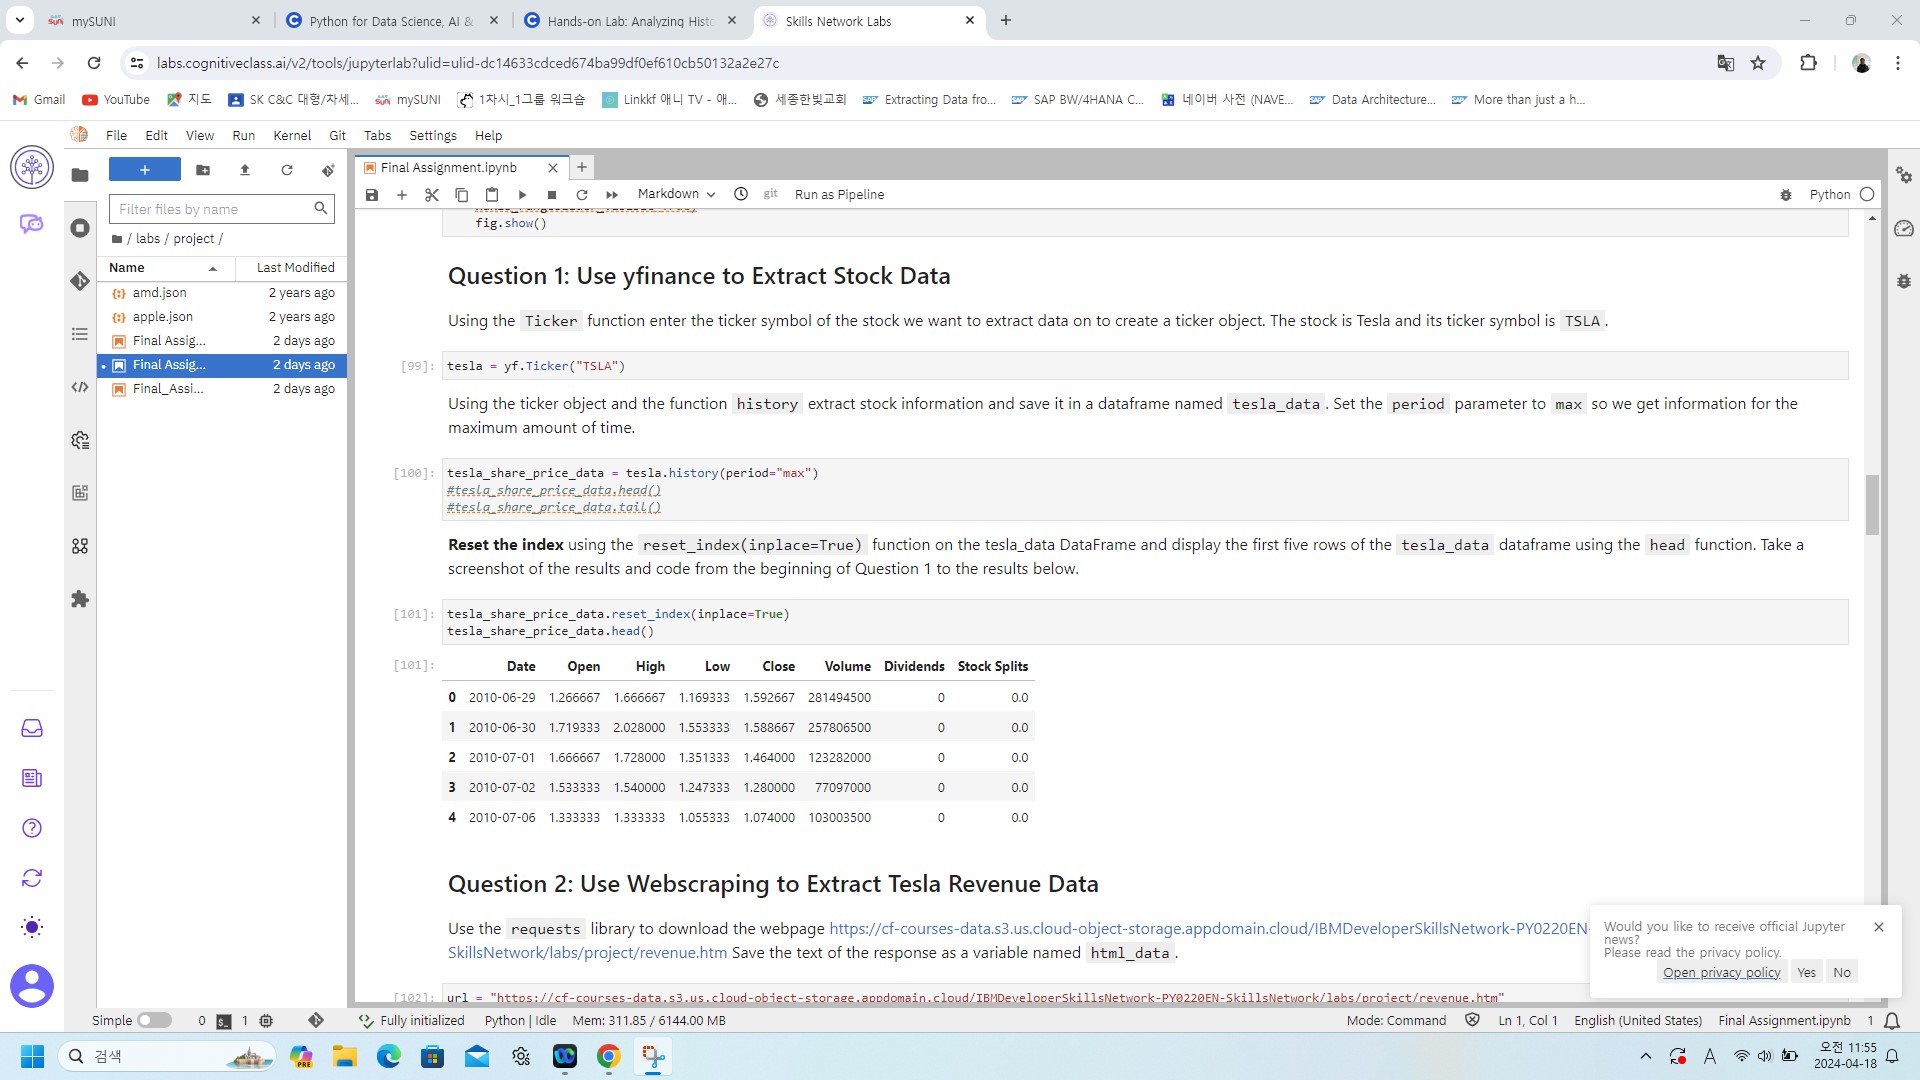 mySUNI
Python for Data Science, AI &
Hands-on Lab: Analyzing Histo
Skills Network Labs
labs.cognitiveclass.ai/v2/tools/jupyterlab?ulid=ulid-dc14633cdced674ba99df0ef610cb50132a2e27c
Gmail
YouTube
지도
SK C&C 대형/차세...
mySUNI
1차시_1그룹 워크숍
Linkkf 애니 TV - 애...
세종한빛교회
Extracting Data fro...
SAP BW/4HANA C...
네이버 사전 (NAVE...
Data Architecture...
More than just a h...
File Edit View Run Kernel Git Tabs Settings Help
Final Assignment.ipynb
Markdown
git
Run as Pipeline
Python
Filter files by name
/ labs / project /
Name Last Modified
amd.json 2 years ago
apple.json 2 years ago
Final Assig... 2 days ago
Final Assig... 2 days ago
Final_Assi... 2 days ago
fig.show()
Question 1: Use yfinance to Extract Stock Data
Using the Ticker function enter the ticker symbol of the stock we want to extract data on to create a ticker object. The stock is Tesla and its ticker symbol is TSLA .
[99]: tesla = yf.Ticker("TSLA")
Using the ticker object and the function history extract stock information and save it in a dataframe named tesla_data . Set the period parameter to max so we get information for the
maximum amount of time.
[100]: tesla_share_price_data = tesla.history(period="max")
#tesla_share_price_data.head()
#tesla_share_price_data.tail()
Reset the index using the reset_index(inplace=True) function on the tesla_data DataFrame and display the first five rows of the tesla_data dataframe using the head function. Take a
screenshot of the results and code from the beginning of Question 1 to the results below.
[101]: tesla_share_price_data.reset_index(inplace=True)
tesla_share_price_data.head()
[101]: Date Open High Low Close Volume Dividends Stock Splits
0 2010-06-29 1.266667 1.666667 1.169333 1.592667 281494500 0 0.0
1 2010-06-30 1.719333 2.028000 1.553333 1.588667 257806500 0 0.0
2 2010-07-01 1.666667 1.728000 1.351333 1.464000 123282000 0 0.0
3 2010-07-02 1.533333 1.540000 1.247333 1.280000 77097000 0 0.0
4 2010-07-06 1.333333 1.333333 1.055333 1.074000 103003500 0 0.0
Question 2: Use Webscraping to Extract Tesla Revenue Data
Use the requests library to download the webpage https://cf-courses-data.s3.us.cloud-object-storage.appdomain.cloud/IBMDeveloperSkillsNetwork-PY0220EN-
SkillsNetwork/labs/project/revenue.htm Save the text of the response as a variable named html_data .
[102]: url = "https://cf-courses-data.s3.us.cloud-object-storage.appdomain.cloud/IBMDeveloperSkillsNetwork-PY0220EN-SkillsNetwork/labs/project/revenue.htm"
Would you like to receive official Jupyter
news?
Please read the privacy policy.
Open privacy policy Yes No
Simple 0 1 Fully initialized Python | Idle Mem: 311.85 / 6144.00 MB
Mode: Command Ln 1, Col 1 English (United States) Final Assignment.ipynb 1
검색
PRE
A
오전 11:55
2024-04-18